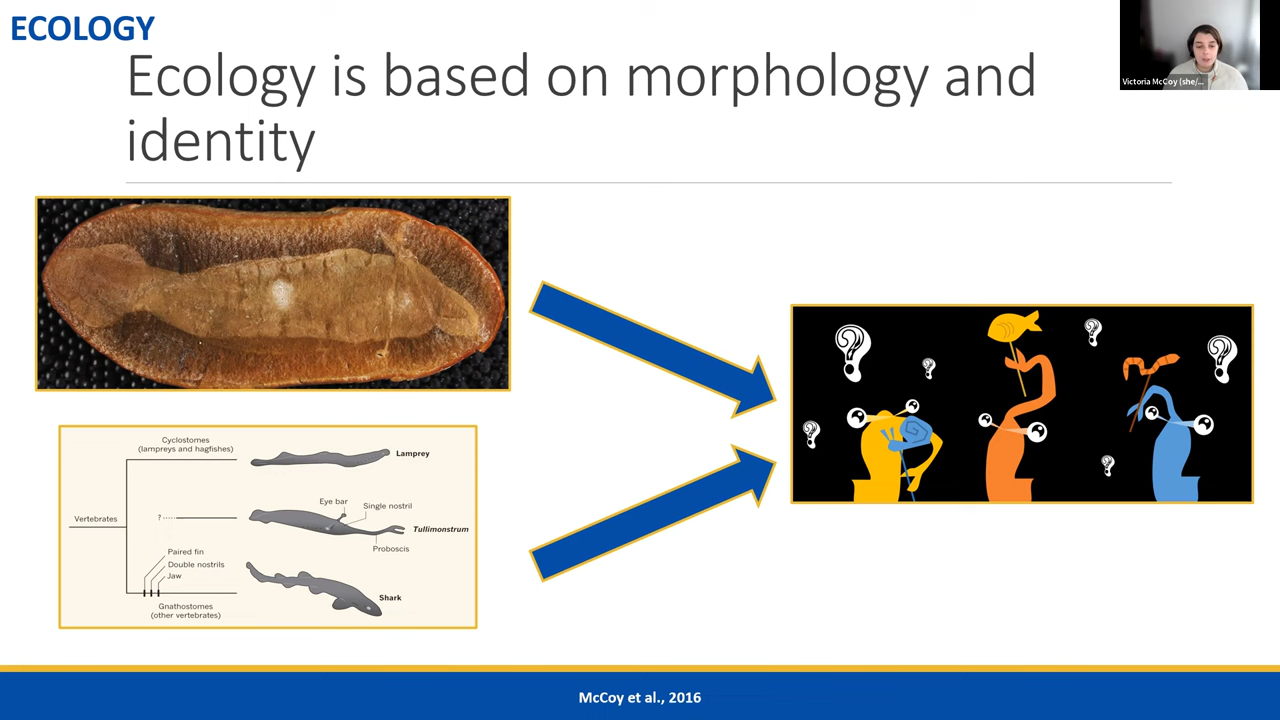 ECOLOGY
Ecology is based on morphology and
identity
Victoria McCoy (she/...
Cyclostomes
(lampreys and hagfishes)
Lamprey
Eye bar
Single nostril
Vertebrates
?
Tullimonstrum
Proboscis
Paired fin
Double nostrils
Jaw
Shark
Gnathostomes
(other vertebrates)
McCoy et al., 2016